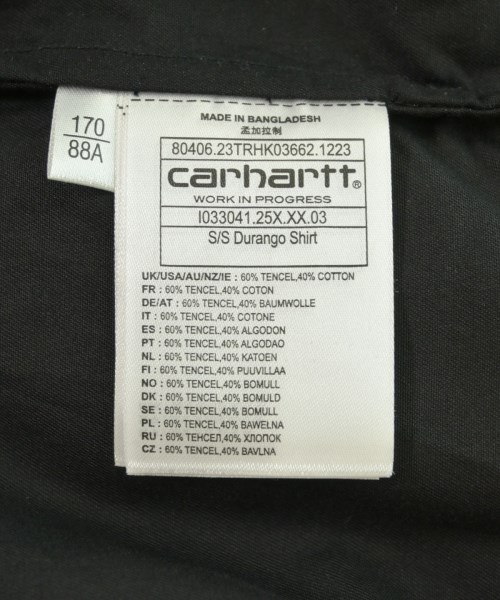 170
88A
MADE IN BANGLADESH
孟加拉制
80406.23TRHK03662.1223
carhartt®
WORK IN PROGRESS
I033041.25X.XX.03
S/S Durango Shirt
UK/USA/AU/NZ/IE : 60% TENCEL,40% COTTON
FR : 60% TENCEL,40% COTON
DE/AT : 60% TENCEL,40% BAUMWOLLE
IT : 60% TENCEL,40% COTONE
ES : 60% TENCEL,40% ALGODON
PT : 60% TENCEL,40% ALGODAO
NL : 60% TENCEL,40% KATOEN
FI : 60% TENCEL,40% PUUVILLAA
NO : 60% TENCEL,40% BOMULL
DK : 60% TENCEL,40% BOMULD
SE : 60% TENCEL,40% BOMULL
PL : 60% TENCEL,40% BAWEŁNA
RU : 60% ТЕНСЕЛ,40% ХЛОПОК
CZ : 60% TENCEL,40% BAVLNA